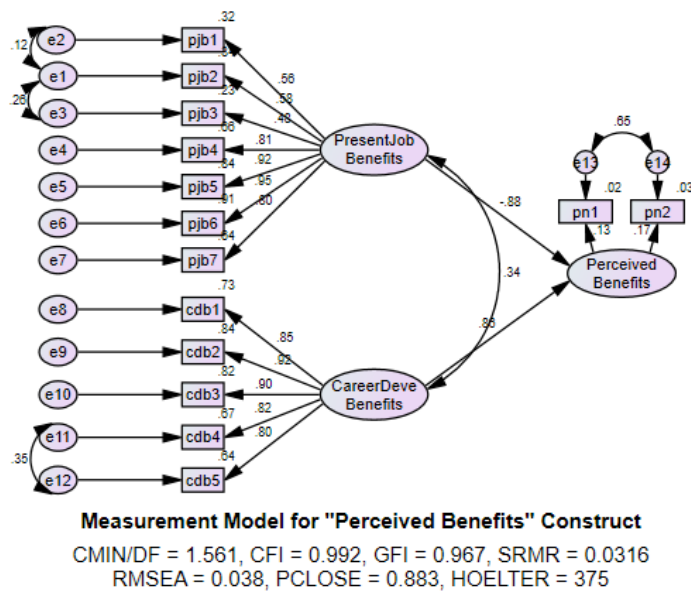 .32
e2
pjb1
.12
.34
e1
pjb2
.56
.23
.58
.26
e3
pjb3
.48
.66
.65
e4
pjb4
.81
PresentJob
Benefits
.84
.92
e13
e14
e5
pjb5
.95
.02
.03
-.88
.91
.80
pn1
pn2
e6
pjb6
.13
.17
.64
e7
pjb7
Perceived
Benefits
.34
.73
e8
cdb1
.84
.85
e9
cdb2
.92
.82
e10
cdb3
.90
CareerDeve
Benefits
.67
.82
e11
cdb4
.80
.35
.64
e12
cdb5
Measurement Model for "Perceived Benefits" Construct
CMIN/DF = 1.561, CFI = 0.992, GFI = 0.967, SRMR = 0.0316
RMSEA = 0.038, PCLOSE = 0.883, HOELTER = 375